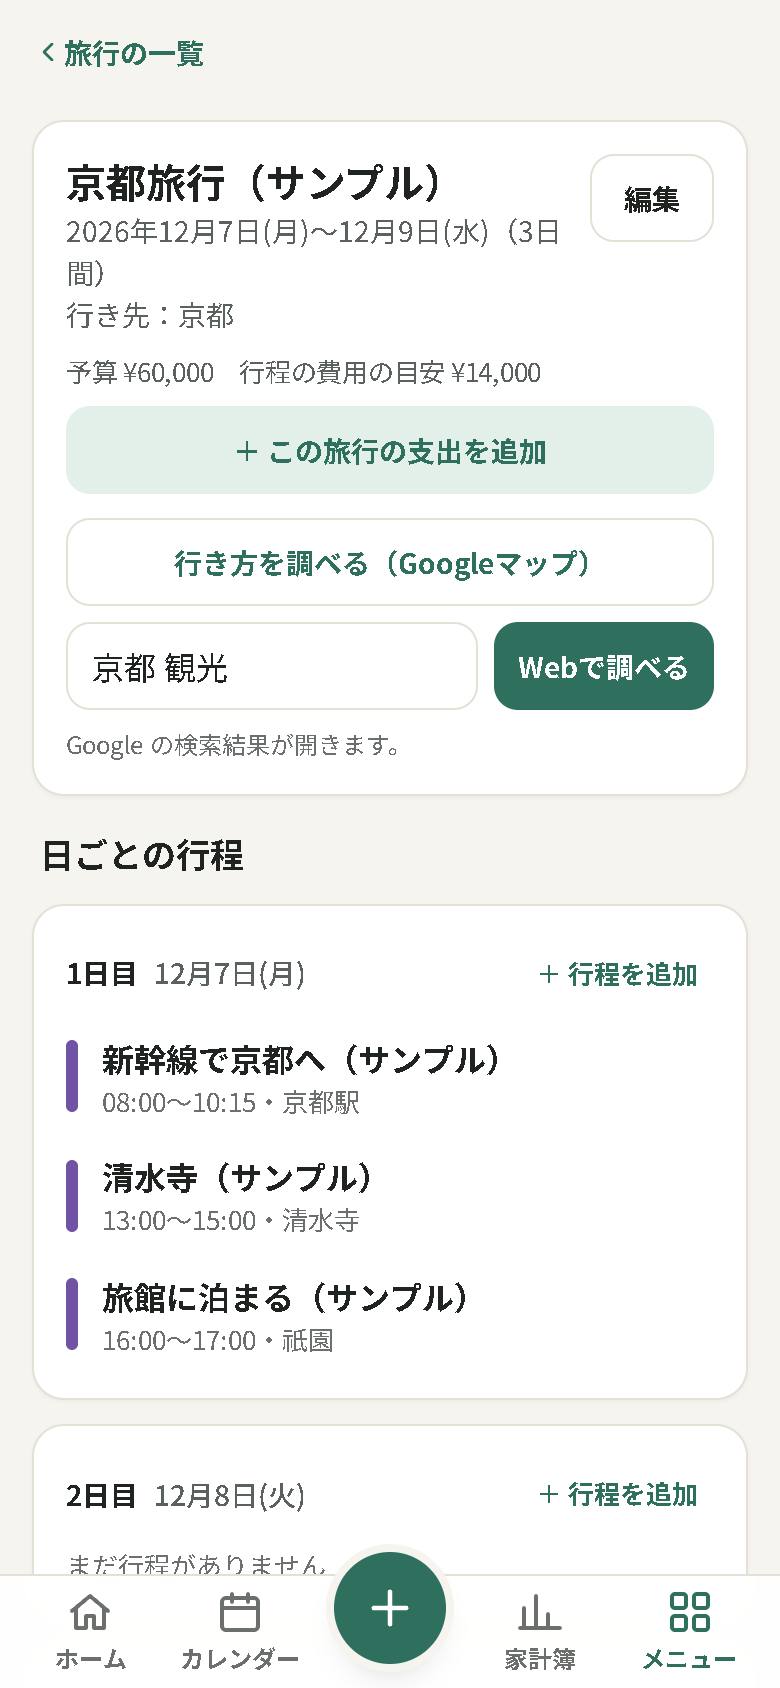 旅行の一覧
京都旅行（サンプル）
編集
2026年12月7日(月)〜12月9日(水)（3日
間）
行き先：京都
予算 ¥60,000 行程の費用の目安 ¥14,000
＋ この旅行の支出を追加
行き方を調べる（Googleマップ）
京都 観光
Webで調べる
Google の検索結果が開きます。
日ごとの行程
1日目 12月7日(月)
＋ 行程を追加
新幹線で京都へ（サンプル）
08:00〜10:15・京都駅
清水寺（サンプル）
13:00〜15:00・清水寺
旅館に泊まる（サンプル）
16:00〜17:00・祇園
2日目 12月8日(火)
＋ 行程を追加
まだ行程がありません
ホーム
カレンダー
家計簿
メニュー